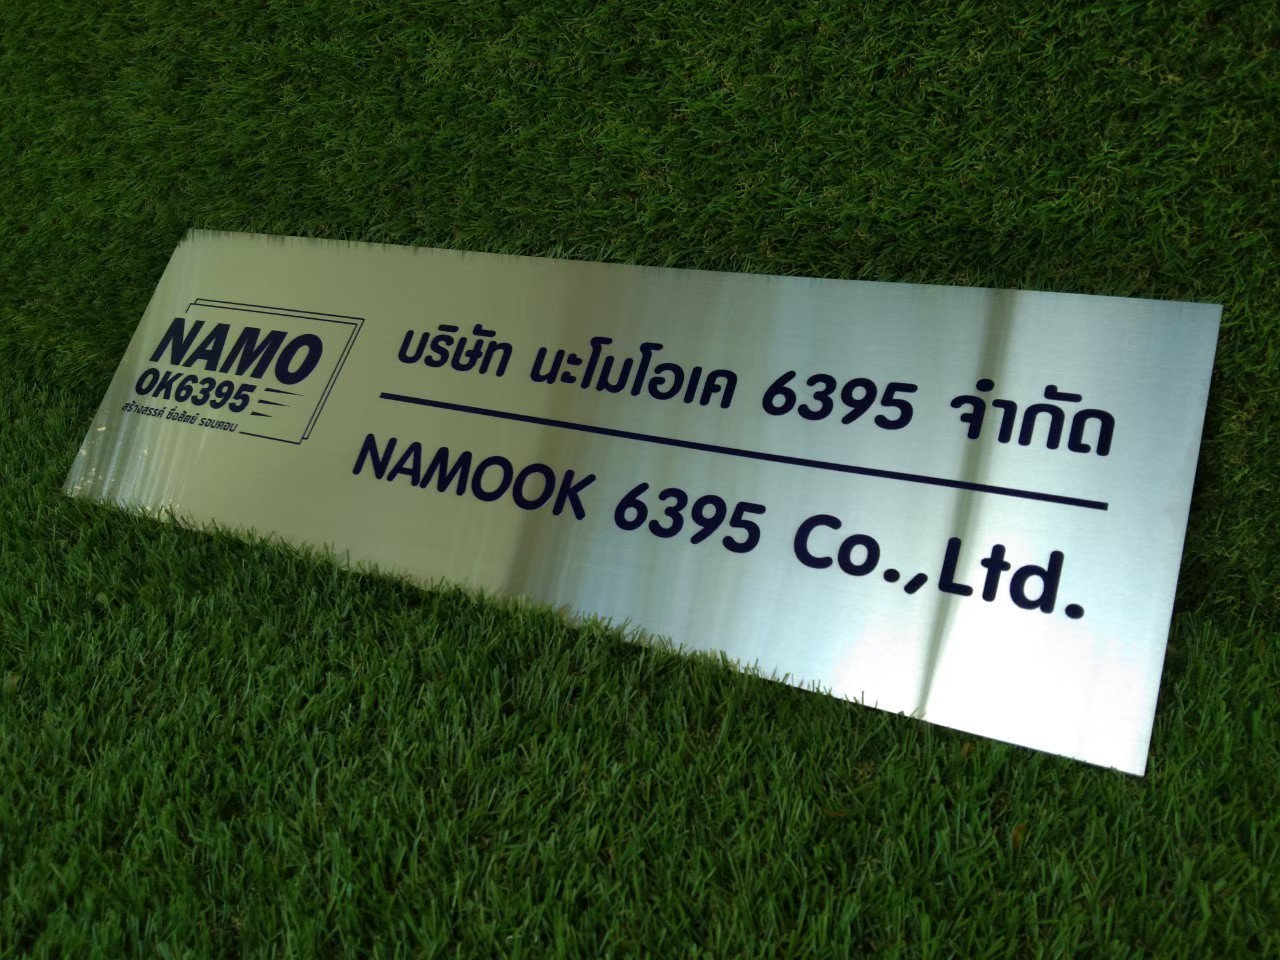 NAMO
OK6395
สร้างสรรค์ ซื่อสัตย์ รอบคอบ
บริษัท นะโมโอเค 6395 จำกัด
NAMOOK 6395 Co.,Ltd.